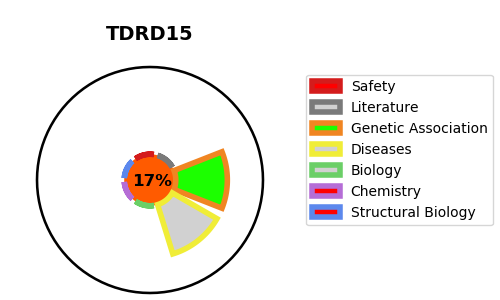 TDRD15
17%
Safety
Literature
Genetic Association
Diseases
Biology
Chemistry
Structural Biology